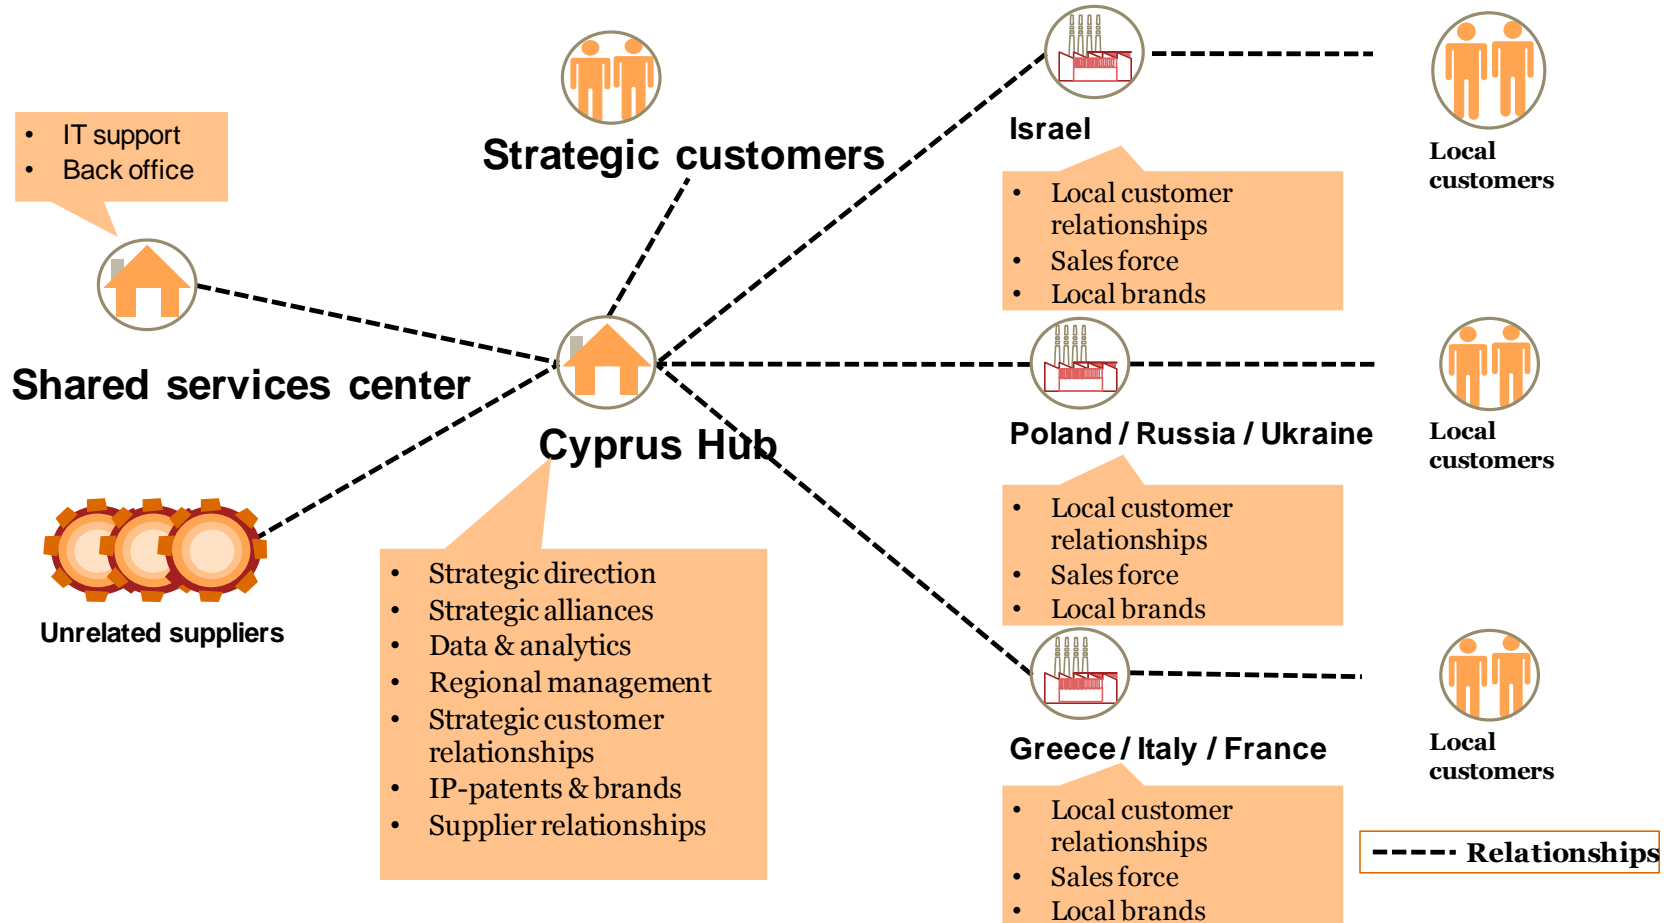 • IT support
• Back office
Shared services center
Unrelated suppliers
Strategic customers
Cyprus Hub
• Strategic direction
• Strategic alliances
• Data & analytics
• Regional management
• Strategic customer
relationships
• IP-patents & brands
• Supplier relationships
Israel
• Local customer
relationships
• Sales force
• Local brands
Local
customers
Poland / Russia / Ukraine
• Local customer
relationships
• Sales force
• Local brands
Local
customers
Greece / Italy / France
• Local customer
relationships
• Sales force
• Local brands
Local
customers
Relationships